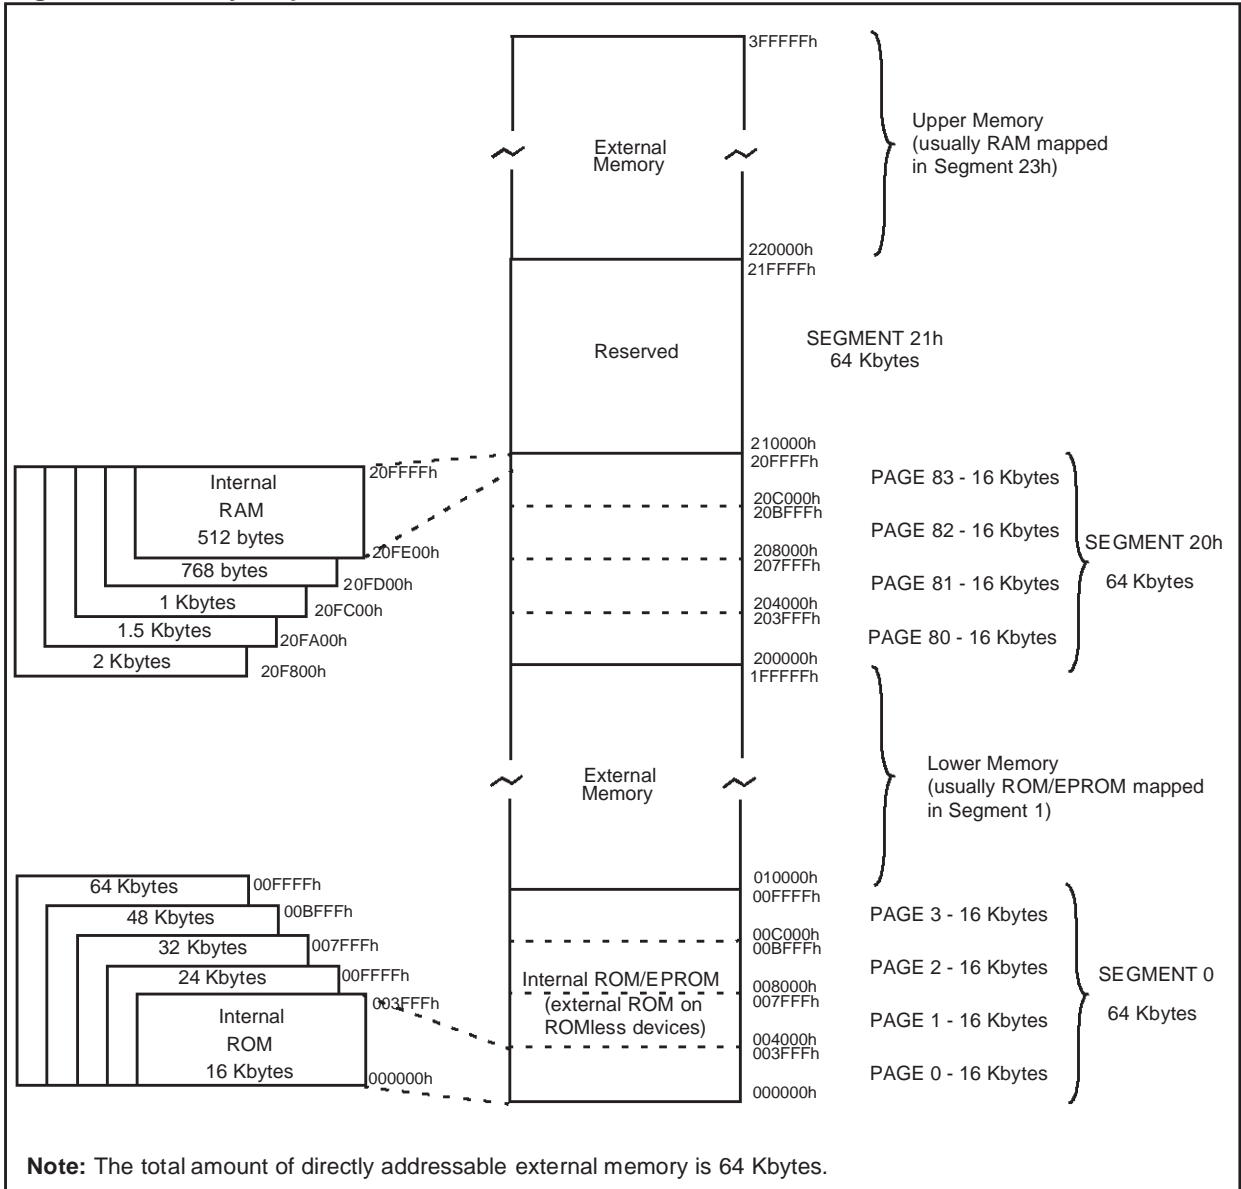 3FFFFFh
Upper Memory
(usually RAM mapped
in Segment 23h)
External
Memory
220000h
21FFFFh
SEGMENT 21h
64 Kbytes
Reserved
210000h
20FFFFh
PAGE 83 - 16 Kbytes
20C000h
20BFFFh
PAGE 82 - 16 Kbytes
208000h
207FFFh
PAGE 81 - 16 Kbytes
204000h
203FFFh
PAGE 80 - 16 Kbytes
200000h
1FFFFFh
SEGMENT 20h
64 Kbytes
20FFFFh
Internal
RAM
512 bytes
20FE00h
768 bytes
20FD00h
1 Kbytes
20FC00h
1.5 Kbytes
20FA00h
2 Kbytes
20F800h
External
Memory
Lower Memory
(usually ROM/EPROM mapped
in Segment 1)
64 Kbytes
00FFFFh
48 Kbytes
00BFFFh
32 Kbytes
007FFFh
24 Kbytes
00FFFFh
003FFFh
Internal
ROM
16 Kbytes
000000h
010000h
00FFFFh
PAGE 3 - 16 Kbytes
00C000h
00BFFFh
PAGE 2 - 16 Kbytes
Internal ROM/EPROM
(external ROM on
ROMless devices)
008000h
007FFFh
PAGE 1 - 16 Kbytes
004000h
003FFFh
PAGE 0 - 16 Kbytes
000000h
SEGMENT 0
64 Kbytes
Note: The total amount of directly addressable external memory is 64 Kbytes.